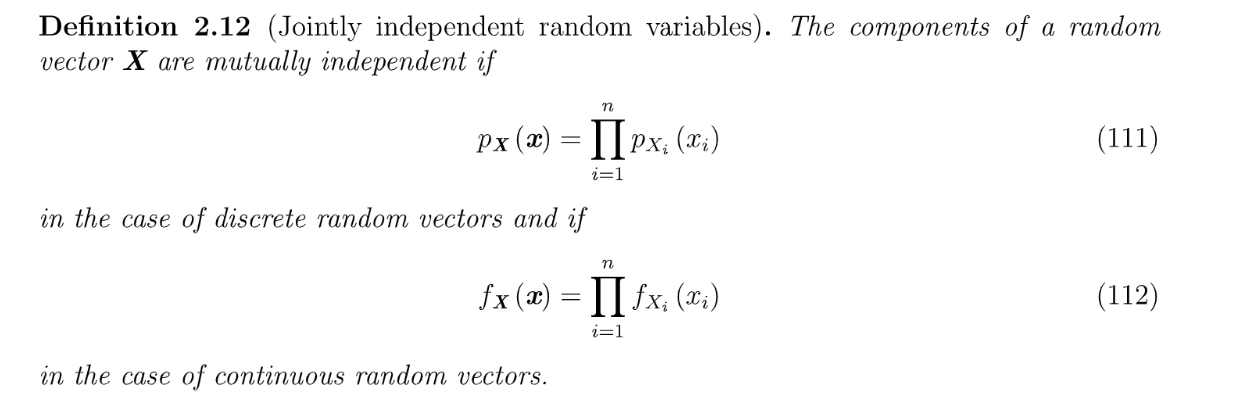 Definition 2.12 (Jointly independent random variables). The components of a random
vector X are mutually independent if
p_X (x) = ∏_{i=1}^{n} p_{X_i} (x_i) (111)
in the case of discrete random vectors and if
f_X (x) = ∏_{i=1}^{n} f_{X_i} (x_i) (112)
in the case of continuous random vectors.